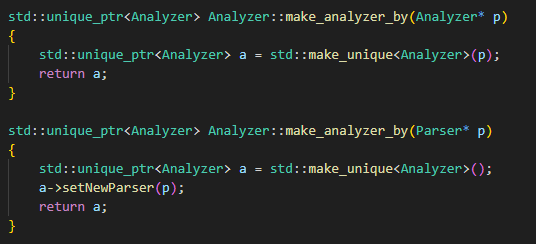 std::unique_ptr<Analyzer> Analyzer::make_analyzer_by(Analyzer* p)
{
    std::unique_ptr<Analyzer> a = std::make_unique<Analyzer>(p);
    return a;
}

std::unique_ptr<Analyzer> Analyzer::make_analyzer_by(Parser* p)
{
    std::unique_ptr<Analyzer> a = std::make_unique<Analyzer>();
    a->setNewParser(p);
    return a;
}